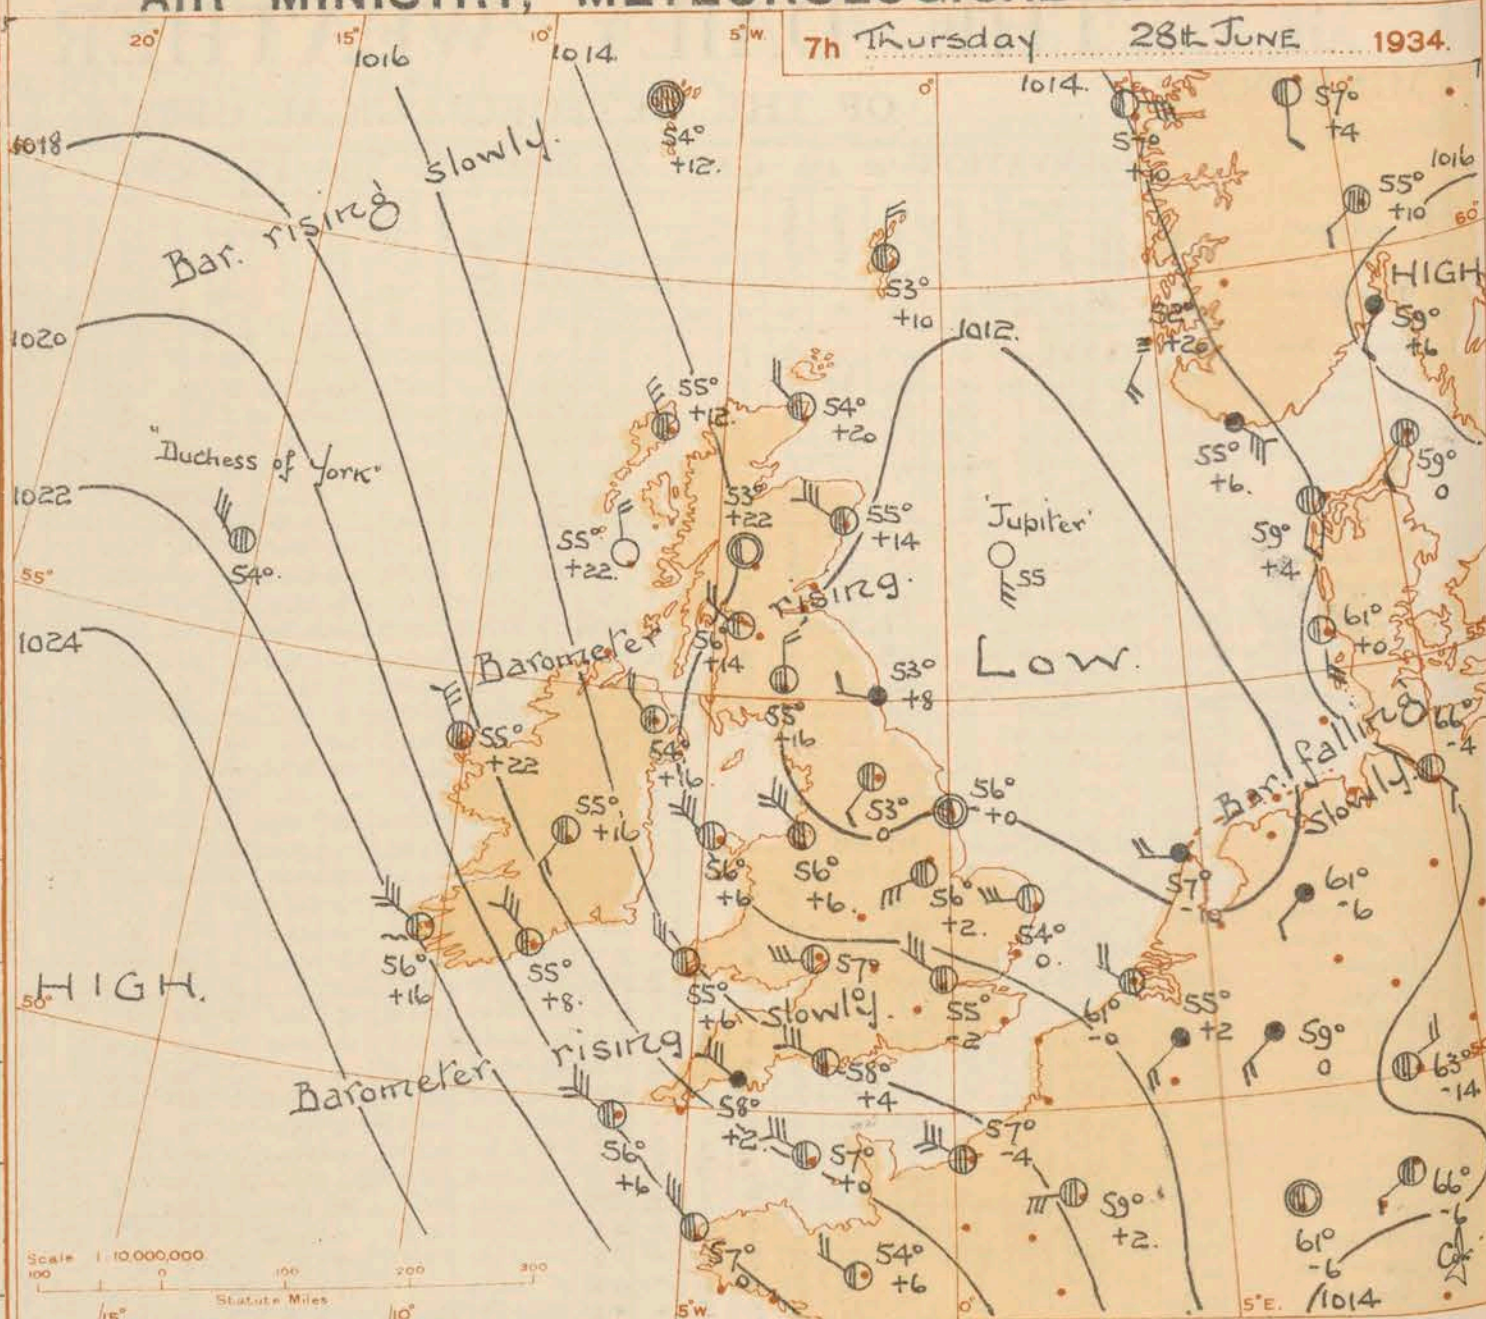 AIR MINISTRY, METEOROLOGICAL
7h Thursday 28th JUNE 1934.
20° 15° 10° 5°W. 0° 10°
1016 1014 1014.
57° +4
54° +12.
57° +10
1018
slowly.
1016
55° +10
60°
Bar. rising
HIGH
53° +10
59° +6
1012.
52° +26
1020
55° +12.
54° +20
"Duchess of York"
55° +6.
59° 0
1022
53° +22
55° +14
'Jupiter'
55
55° +22.
54°.
59° +4
55°
rising.
61° +0
1024
Barometer
56° +14
LOW.
53° +8
55° +16
55° +22
54° +16
66° -4
Bar. falling
slowly.
55° +16
53° 0
56° +0
56° +6
56° +6.
56° +2.
57° -10
61° -6
54° 0.
HIGH.
50°
56° +16
55° +8.
55° +6
57°
slowly.
55° -2
61° -0
55° +2
59° 0
63° -14
rising
Barometer
58° +4
58° +2.
57° -4
56° +6
57° +0
59° +2.
66° -6
61° -6
57° 0
54° +6
Scale 1:10,000,000.
100 0 100 200 300
Statute Miles
15° 10° 5°W. 0° 5°E.
1014